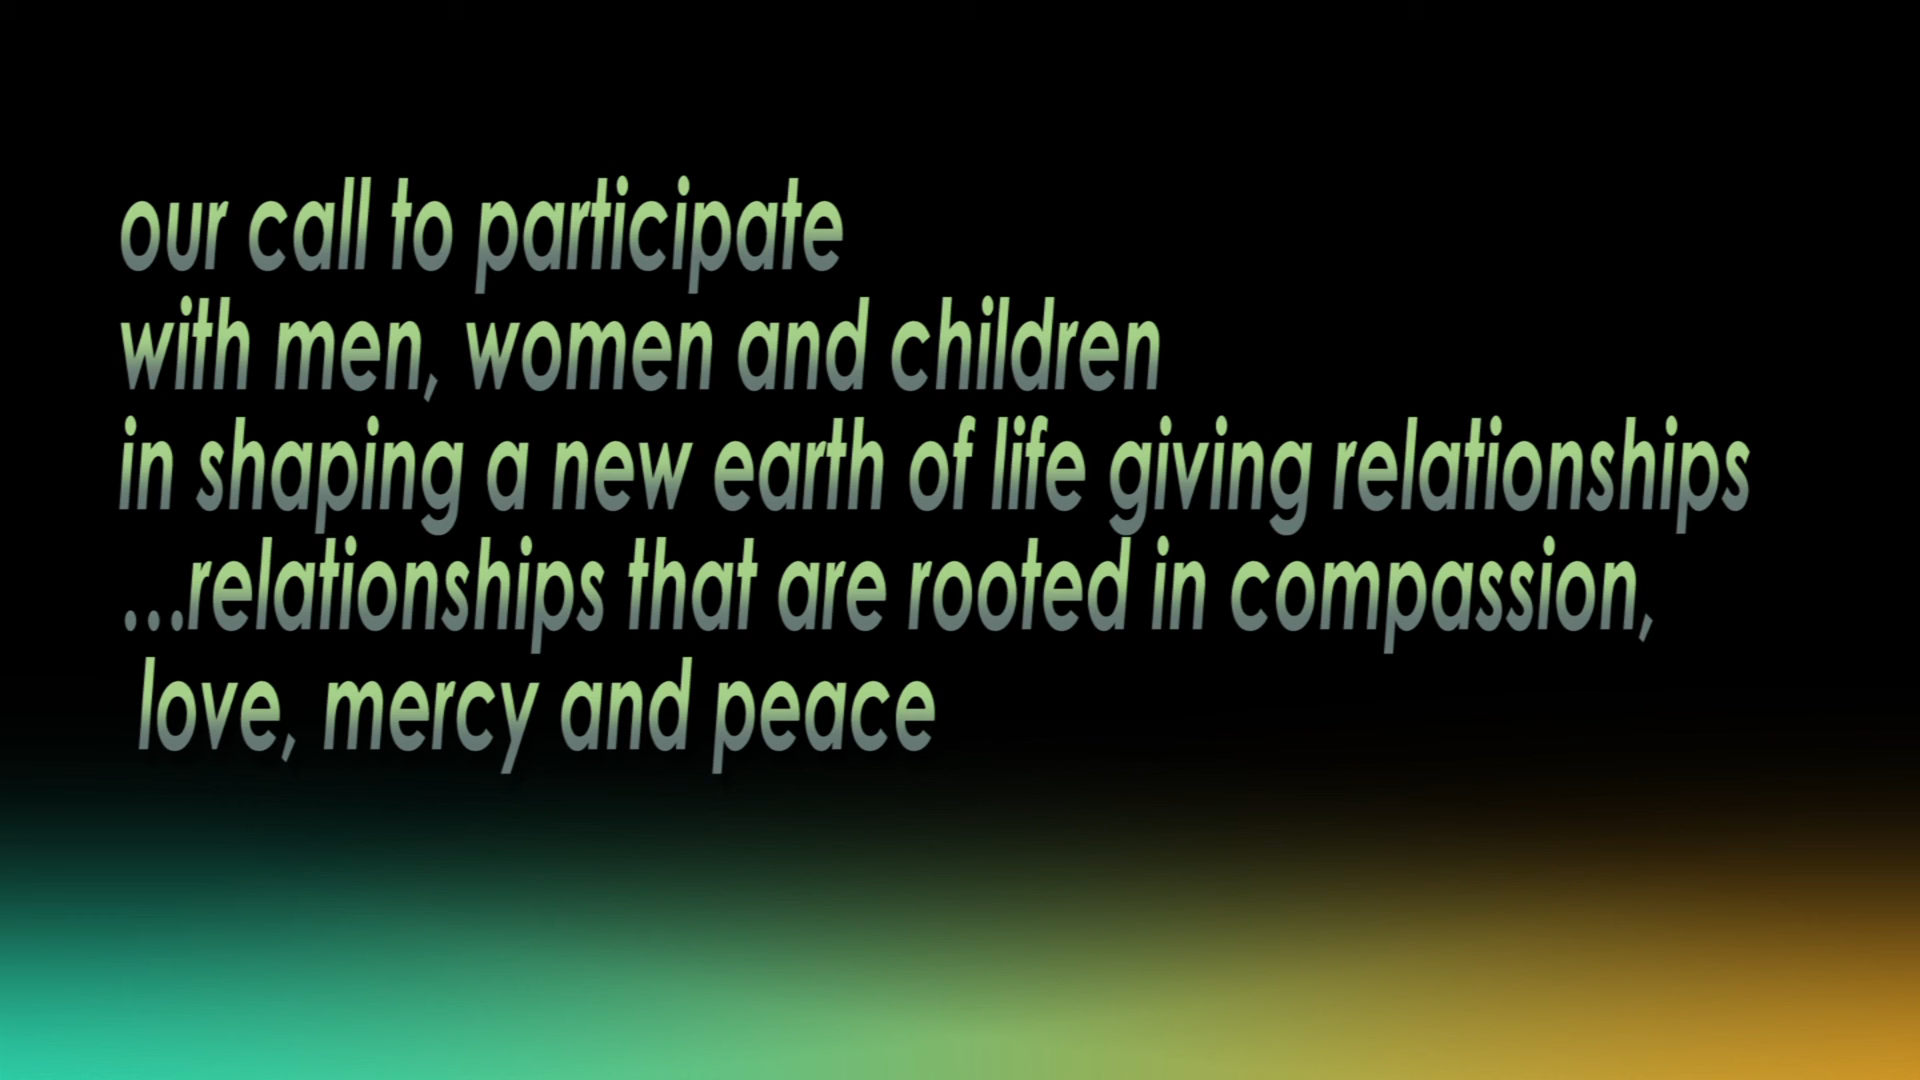 our call to participate
with men, women and children
in shaping a new earth of life giving relationships
...relationships that are rooted in compassion,
love, mercy and peace